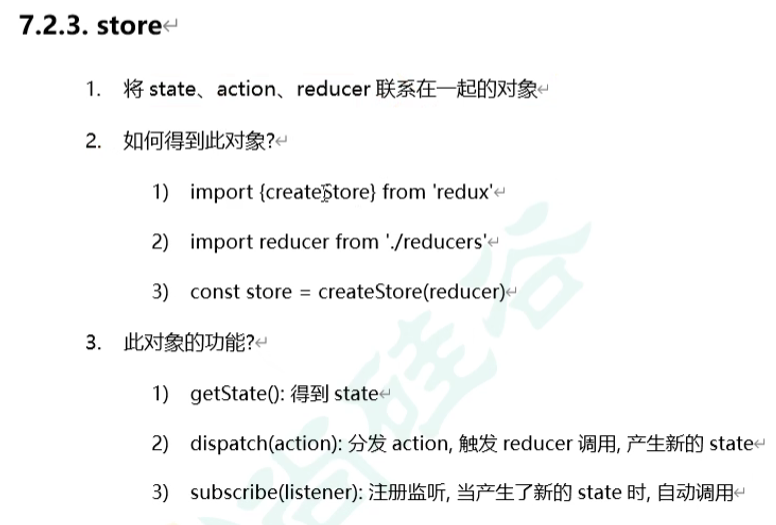 7.2.3. store
1. 将 state、action、reducer 联系在一起的对象
2. 如何得到此对象?
1) import {createStore} from 'redux'
2) import reducer from './reducers'
3) const store = createStore(reducer)
3. 此对象的功能?
1) getState(): 得到 state
2) dispatch(action): 分发 action, 触发 reducer 调用, 产生新的 state
3) subscribe(listener): 注册监听, 当产生了新的 state 时, 自动调用
尚硅谷